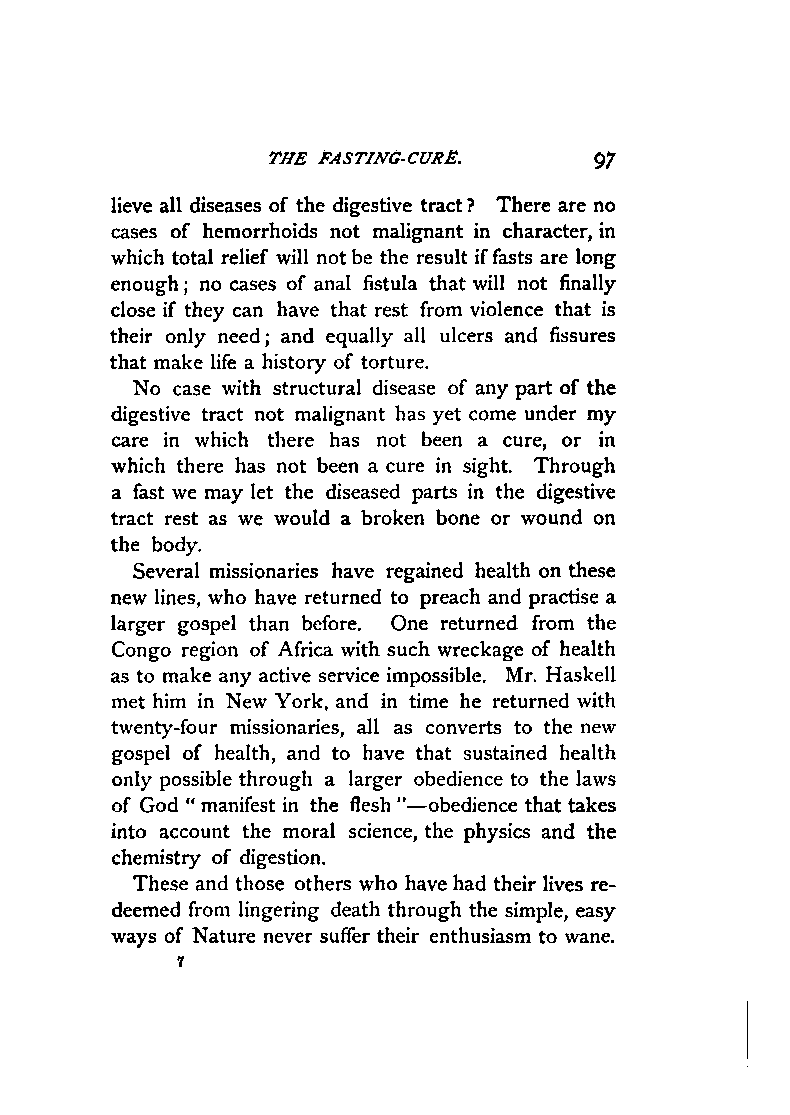 THE FASTING-CURE. 97
lieve all diseases of the digestive tract? There are no
cases of hemorrhoids not malignant in character, in
which total relief will not be the result if fasts are long
enough; no cases of anal fistula that will not finally
close if they can have that rest from violence that is
their only need; and equally all ulcers and fissures
that make life a history of torture.
No case with structural disease of any part of the
digestive tract not malignant has yet come under my
care in which there has not been a cure, or in
which there has not been a cure in sight. Through
a fast we may let the diseased parts in the digestive
tract rest as we would a broken bone or wound on
the body.
Several missionaries have regained health on these
new lines, who have returned to preach and practise a
larger gospel than before. One returned from the
Congo region of Africa with such wreckage of health
as to make any active service impossible. Mr. Haskell
met him in New York, and in time he returned with
twenty-four missionaries, all as converts to the new
gospel of health, and to have that sustained health
only possible through a larger obedience to the laws
of God "manifest in the flesh"—obedience that takes
into account the moral science, the physics and the
chemistry of digestion.
These and those others who have had their lives re-
deemed from lingering death through the simple, easy
ways of Nature never suffer their enthusiasm to wane.
7